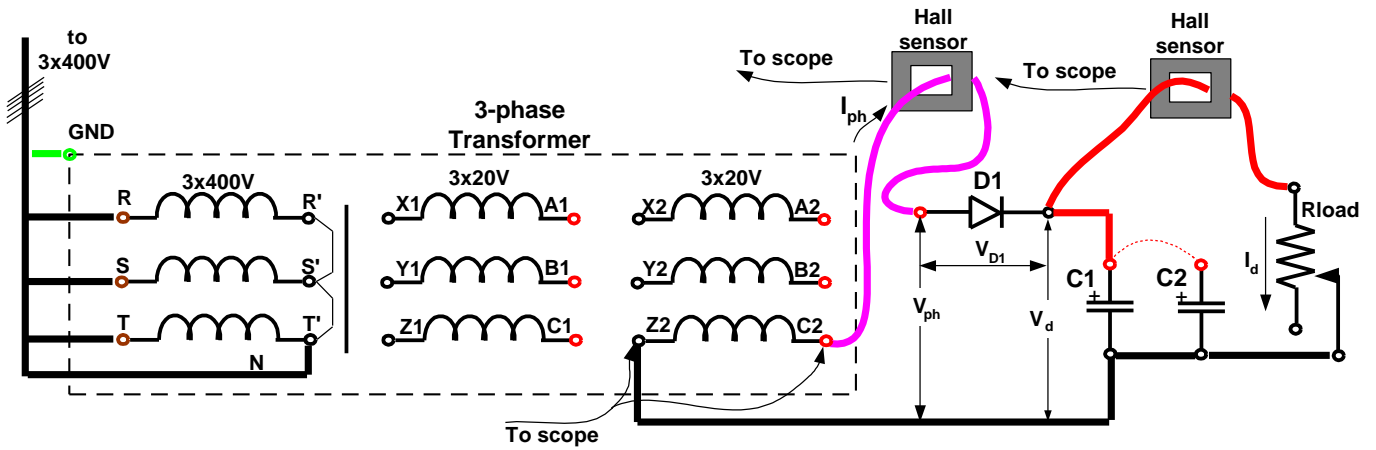 to
3x400V
GND
3-phase
Transformer
3x400V
3x20V
3x20V
R
R'
X1
A1
X2
A2
S
S'
Y1
B1
Y2
B2
T
T'
Z1
C1
Z2
C2
N
To scope
To scope
Hall
sensor
To scope
Hall
sensor
Iph
D1
VD1
Vph
Vd
C1
+
C2
+
Id
Rload